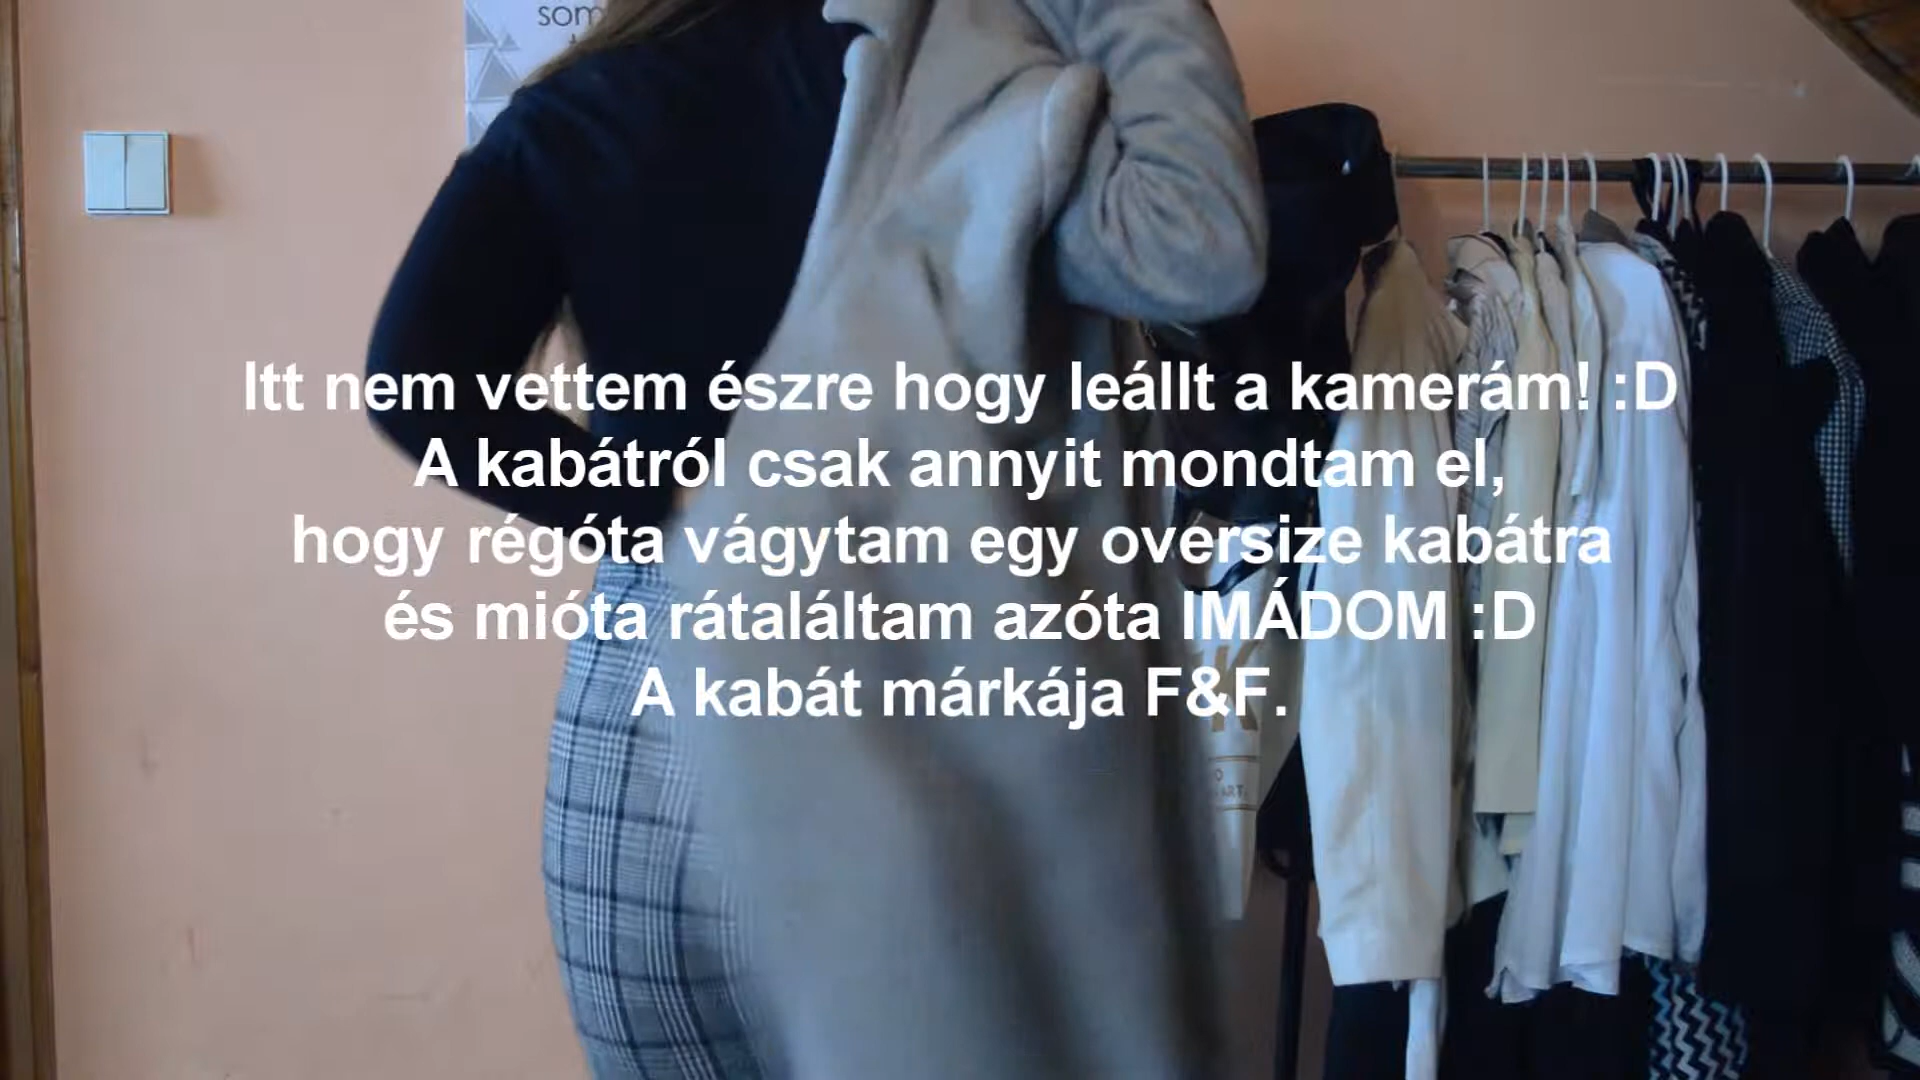 som
Itt nem vettem észre hogy leállt a kamerám! :D
A kabátról csak annyit mondtam el,
hogy régóta vágytam egy oversize kabátra
és mióta rátaláltam azóta IMÁDOM :D
A kabát márkája F&F.